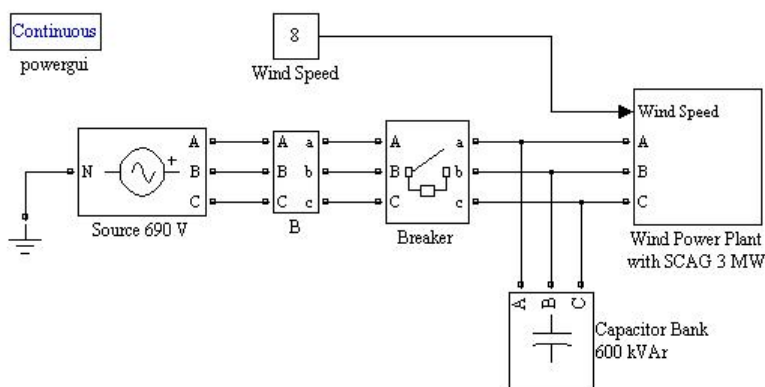 Continuous
powergui
8
Wind Speed
Wind Speed
A
B
C
N
+
A
B
C
Source 690 V
A
B
C
a
b
c
B
A
B
C
a
b
c
Breaker
Wind Power Plant
with SCAG 3 MW
A
B
C
Capacitor Bank
600 kVAr